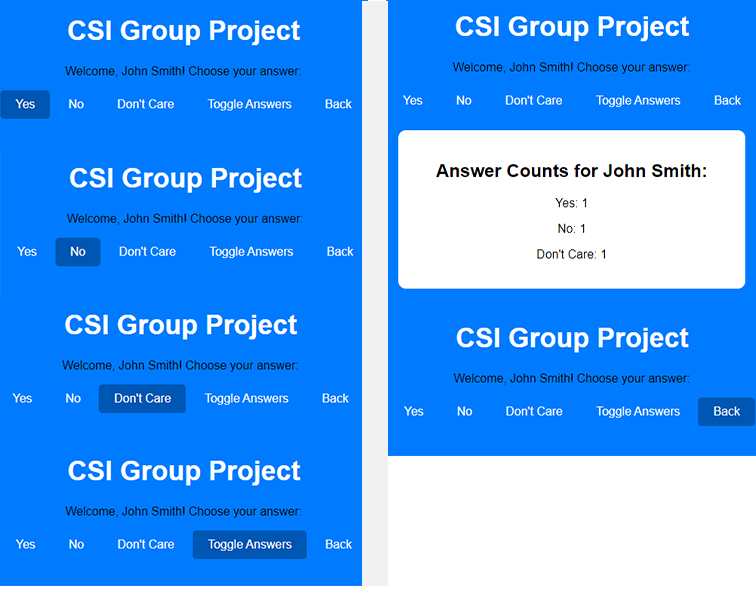 CSI Group Project
Welcome, John Smith! Choose your answer:
Yes No Don't Care Toggle Answers Back
CSI Group Project
Welcome, John Smith! Choose your answer:
Yes No Don't Care Toggle Answers Back
CSI Group Project
Welcome, John Smith! Choose your answer:
Yes No Don't Care Toggle Answers Back
CSI Group Project
Welcome, John Smith! Choose your answer:
Yes No Don't Care Toggle Answers Back
CSI Group Project
Welcome, John Smith! Choose your answer:
Yes No Don't Care Toggle Answers Back
Answer Counts for John Smith:
Yes: 1
No: 1
Don't Care: 1
CSI Group Project
Welcome, John Smith! Choose your answer:
Yes No Don't Care Toggle Answers Back